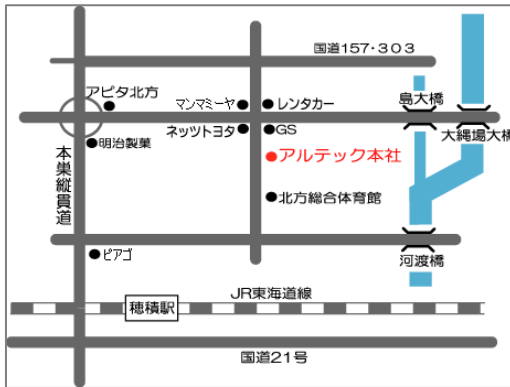 国道157・303
アピタ北方
マンマミーヤ
レンタカー
島大橋
ネッツトヨタ
GS
大縄場大橋
明治製菓
アルテック本社
本巣縦貫道
北方総合体育館
河渡橋
ピアゴ
JR東海道線
穂積駅
国道21号